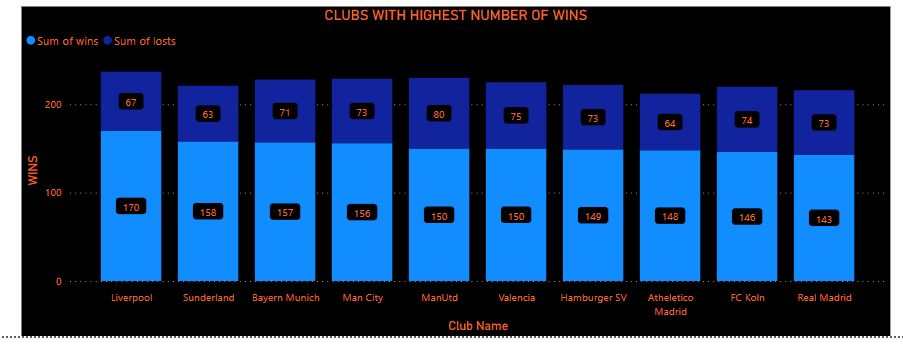 CLUBS WITH HIGHEST NUMBER OF WINS
Sum of wins Sum of losts
WINS
200
100
0
67 63 71 73 80 75 73 64 74 73
170 158 157 156 150 150 149 148 146 143
Liverpool Sunderland Bayern Munich Man City ManUtd Valencia Hamburger SV Atheletico Madrid FC Koln Real Madrid
Club Name